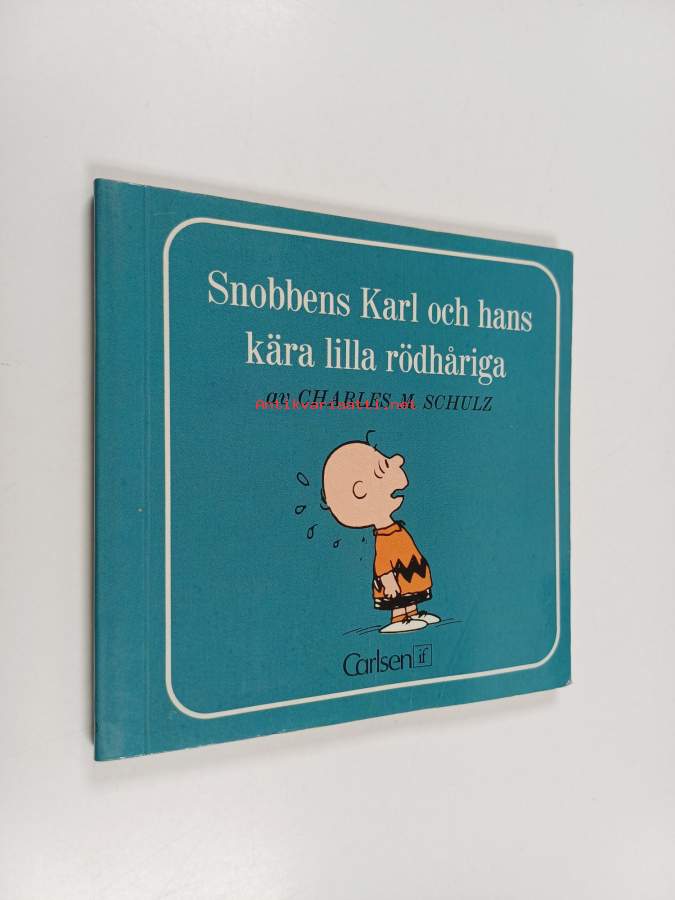 Snobbens Karl och hans
kära lilla rödhåriga
av CHARLES M. SCHULZ
Antikvariaatti.net
Carlsen if